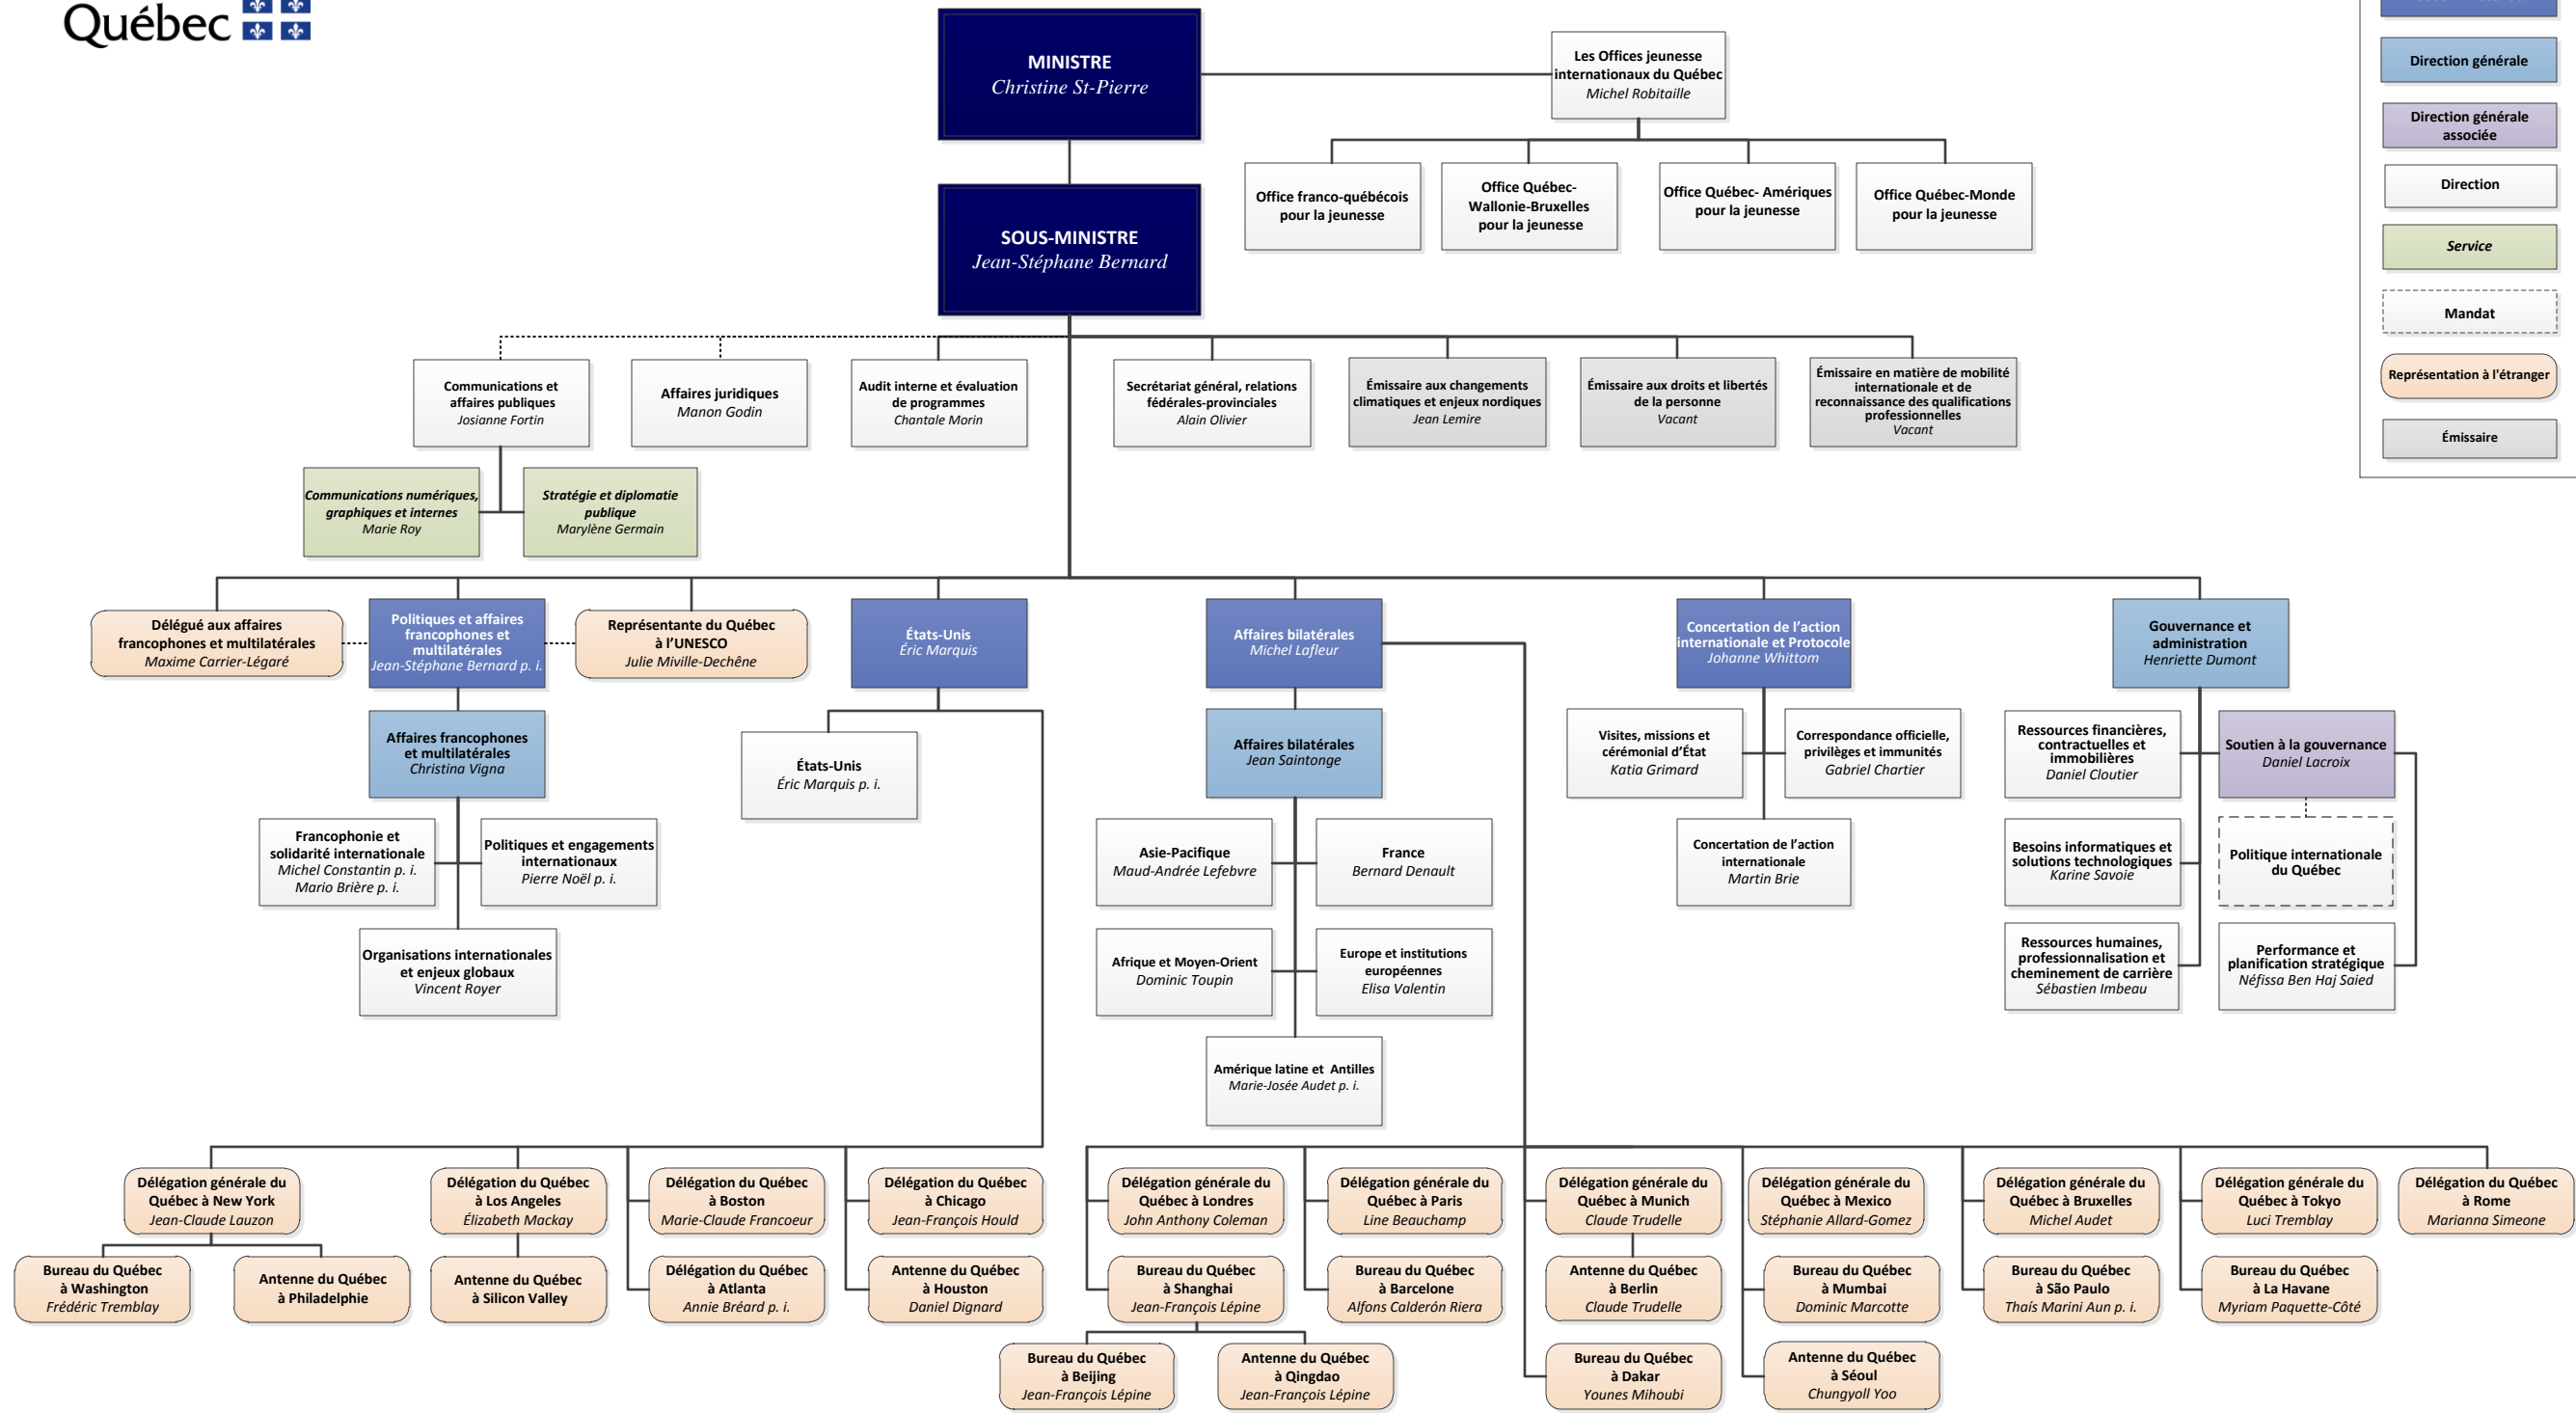 Québec
MINISTRE
Christine St-Pierre
Les Offices jeunesse
internationaux du Québec
Michel Robitaille
Direction générale
Direction générale
associée
Direction
Service
Mandat
Représentation à l'étranger
Émissaire
Office franco-québécois
pour la jeunesse
Office Québec-
Wallonie-Bruxelles
pour la jeunesse
Office Québec- Amériques
pour la jeunesse
Office Québec-Monde
pour la jeunesse
SOUS-MINISTRE
Jean-Stéphane Bernard
Communications et
affaires publiques
Josianne Fortin
Affaires juridiques
Manon Godin
Audit interne et évaluation
de programmes
Chantale Morin
Secrétariat général, relations
fédérales-provinciales
Alain Olivier
Émissaire aux changements
climatiques et enjeux nordiques
Jean Lemire
Émissaire aux droits et libertés
de la personne
Vacant
Émissaire en matière de mobilité
internationale et de
reconnaissance des qualifications
professionnelles
Vacant
Communications numériques,
graphiques et internes
Marie Roy
Stratégie et diplomatie
publique
Marylène Germain
Délégué aux affaires
francophones et multilatérales
Maxime Carrier-Légaré
Politiques et affaires
francophones et
multilatérales
Jean-Stéphane Bernard p. i.
Représentante du Québec
à l’UNESCO
Julie Miville-Dechêne
États-Unis
Éric Marquis
Affaires bilatérales
Michel Lafleur
Concertation de l’action
internationale et Protocole
Johanne Whittom
Gouvernance et
administration
Henriette Dumont
Affaires francophones
et multilatérales
Christina Vigna
États-Unis
Éric Marquis p. i.
Affaires bilatérales
Jean Saintonge
Visites, missions et
cérémonial d’État
Katia Grimard
Correspondance officielle,
privilèges et immunités
Gabriel Chartier
Ressources financières,
contractuelles et
immobilières
Daniel Cloutier
Soutien à la gouvernance
Daniel Lacroix
Francophonie et
solidarité internationale
Michel Constantin p. i.
Mario Brière p. i.
Politiques et engagements
internationaux
Pierre Noël p. i.
Asie-Pacifique
Maud-Andrée Lefebvre
France
Bernard Denault
Concertation de l’action
internationale
Martin Brie
Besoins informatiques et
solutions technologiques
Karine Savoie
Politique internationale
du Québec
Organisations internationales
et enjeux globaux
Vincent Royer
Afrique et Moyen-Orient
Dominic Toupin
Europe et institutions
européennes
Elisa Valentin
Ressources humaines,
professionnalisation et
cheminement de carrière
Sébastien Imbeau
Performance et
planification stratégique
Néfissa Ben Haj Saied
Amérique latine et Antilles
Marie-Josée Audet p. i.
Délégation générale du
Québec à New York
Jean-Claude Lauzon
Délégation du Québec
à Los Angeles
Élizabeth Mackay
Délégation du Québec
à Boston
Marie-Claude Francoeur
Délégation du Québec
à Chicago
Jean-François Hould
Délégation générale du
Québec à Londres
John Anthony Coleman
Délégation générale du
Québec à Paris
Line Beauchamp
Délégation générale du
Québec à Munich
Claude Trudelle
Délégation générale du
Québec à Mexico
Stéphanie Allard-Gomez
Délégation générale du
Québec à Bruxelles
Michel Audet
Délégation générale du
Québec à Tokyo
Luci Tremblay
Délégation du Québec
à Rome
Marianna Simeone
Bureau du Québec
à Washington
Frédéric Tremblay
Antenne du Québec
à Philadelphie
Antenne du Québec
à Silicon Valley
Délégation du Québec
à Atlanta
Annie Bréard p. i.
Antenne du Québec
à Houston
Daniel Dignard
Bureau du Québec
à Shanghai
Jean-François Lépine
Bureau du Québec
à Barcelone
Alfons Calderón Riera
Antenne du Québec
à Berlin
Claude Trudelle
Bureau du Québec
à Mumbai
Dominic Marcotte
Bureau du Québec
à São Paulo
Thaís Marini Aun p. i.
Bureau du Québec
à La Havane
Myriam Paquette-Côté
Bureau du Québec
à Beijing
Jean-François Lépine
Antenne du Québec
à Qingdao
Jean-François Lépine
Bureau du Québec
à Dakar
Younes Mihoubi
Antenne du Québec
à Séoul
Chungyoll Yoo